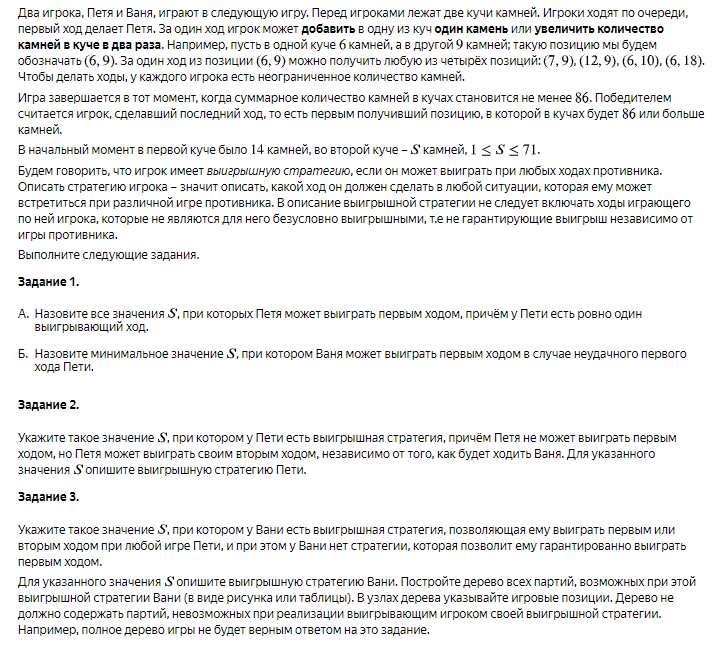 Два игрока, Петя и Ваня, играют в следующую игру. Перед игроками лежат две кучи камней. Игроки ходят по очереди,
первый ход делает Петя. За один ход игрок может добавить в одну из куч один камень или увеличить количество
камней в куче в два раза. Например, пусть в одной куче 6 камней, а в другой 9 камней; такую позицию мы будем
обозначать (6, 9). За один ход из позиции (6, 9) можно получить любую из четырёх позиций: (7, 9), (12, 9), (6, 10), (6, 18).
Чтобы делать ходы, у каждого игрока есть неограниченное количество камней.
Игра завершается в тот момент, когда суммарное количество камней в кучах становится не менее 86. Победителем
считается игрок, сделавший последний ход, то есть первым получивший позицию, в которой в кучах будет 86 или больше
камней.
В начальный момент в первой куче было 14 камней, во второй куче – S камней, 1 ≤ S ≤ 71.
Будем говорить, что игрок имеет выигрышную стратегию, если он может выиграть при любых ходах противника.
Описать стратегию игрока – значит описать, какой ход он должен сделать в любой ситуации, которая ему может
встретиться при различной игре противника. В описание выигрышной стратегии не следует включать ходы играющего
по ней игрока, которые не являются для него безусловно выигрышными, т.е не гарантирующие выигрыш независимо от
игры противника.
Выполните следующие задания.
Задание 1.
А. Назовите все значения S, при которых Петя может выиграть первым ходом, причём у Пети есть ровно один
выигрывающий ход.
Б. Назовите минимальное значение S, при котором Ваня может выиграть первым ходом в случае неудачного первого
хода Пети.
Задание 2.
Укажите такое значение S, при котором у Пети есть выигрышная стратегия, причём Петя не может выиграть первым
ходом, но Петя может выиграть своим вторым ходом, независимо от того, как будет ходить Ваня. Для указанного
значения S опишите выигрышную стратегию Пети.
Задание 3.
Укажите такое значение S, при котором у Вани есть выигрышная стратегия, позволяющая ему выиграть первым или
вторым ходом при любой игре Пети, и при этом у Вани нет стратегии, которая позволит ему гарантированно выиграть
первым ходом.
Для указанного значения S опишите выигрышную стратегию Вани. Постройте дерево всех партий, возможных при этой
выигрышной стратегии Вани (в виде рисунка или таблицы). В узлах дерева указывайте игровые позиции. Дерево не
должно содержать партий, невозможных при реализации выигрывающим игроком своей выигрышной стратегии.
Например, полное дерево игры не будет верным ответом на это задание.